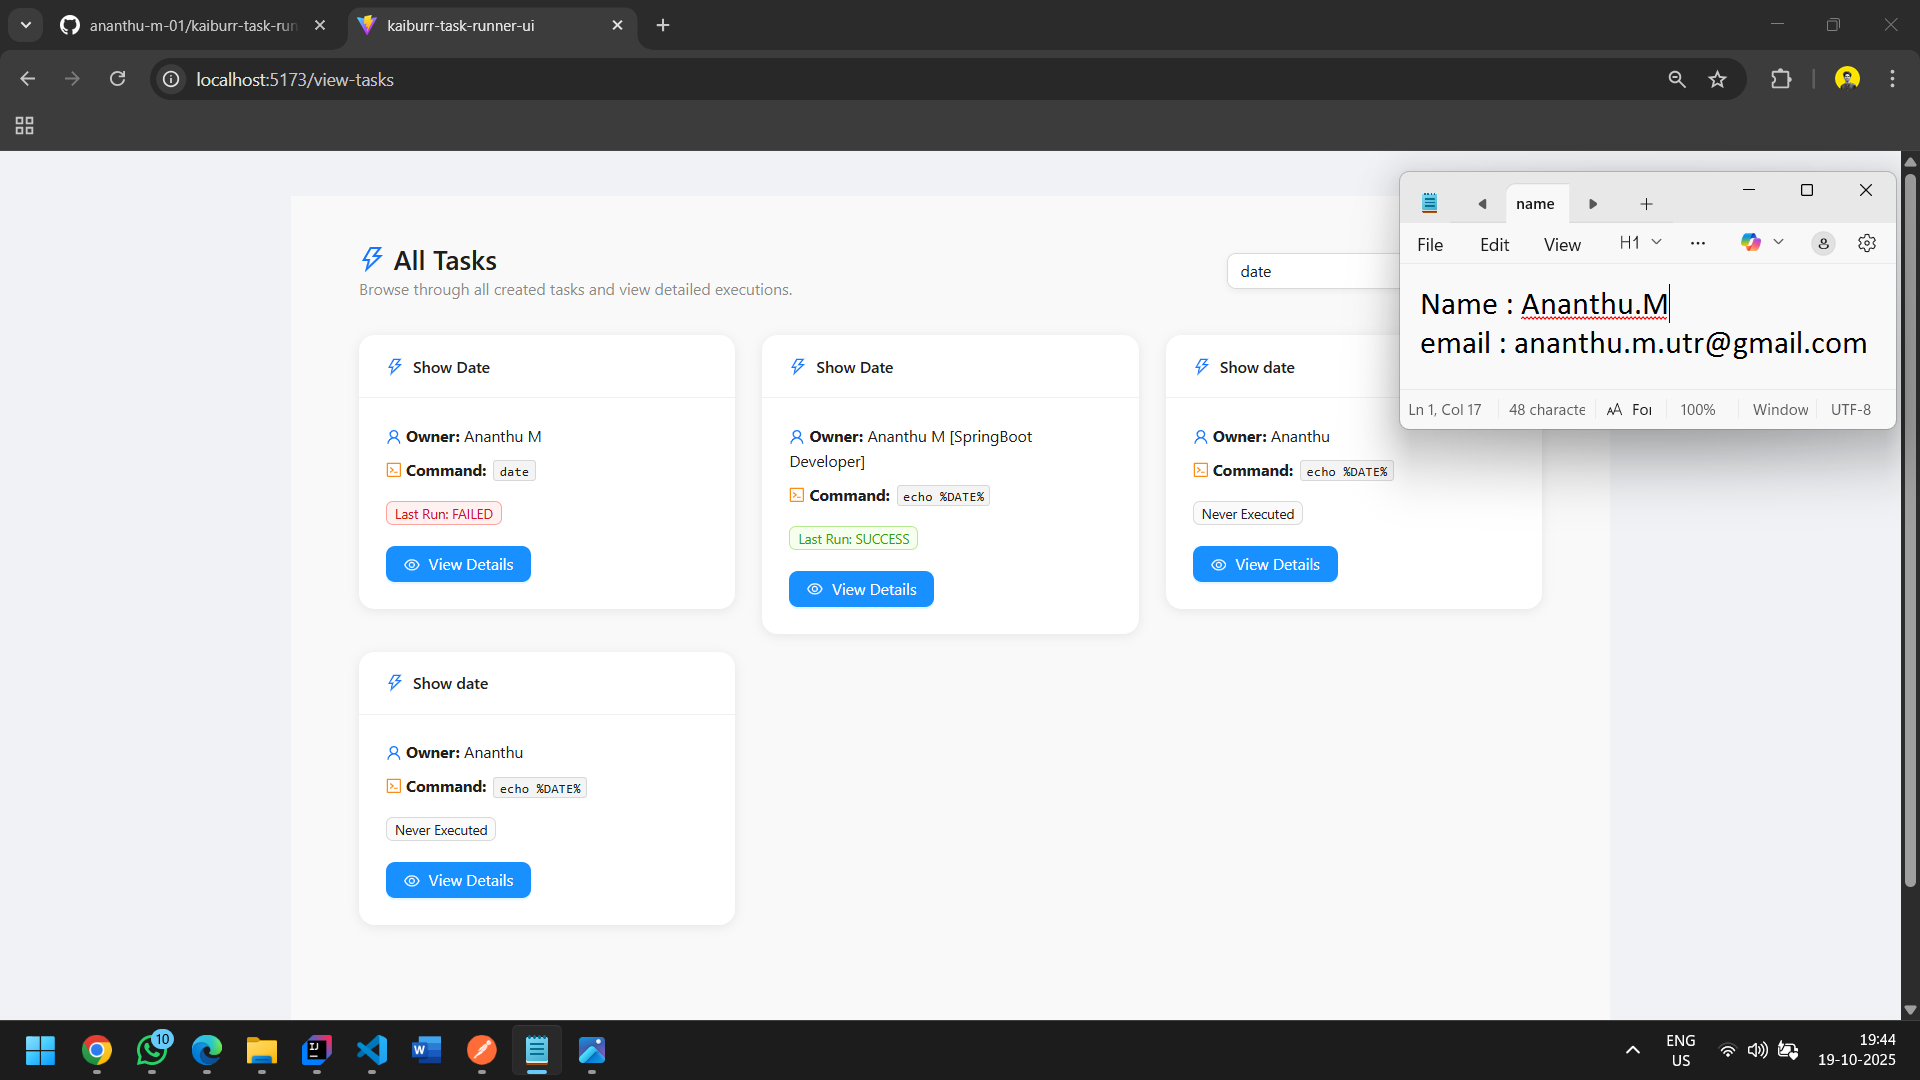 ananthu-m-01/kaiburr-task-run
kaiburr-task-runner-ui
localhost:5173/view-tasks
All Tasks
Browse through all created tasks and view detailed executions.
date
Show Date
Owner: Ananthu M
Command: date
Last Run: FAILED
View Details
Show Date
Owner: Ananthu M [SpringBoot
Developer]
Command: echo %DATE%
Last Run: SUCCESS
View Details
Show date
Owner: Ananthu
Command: echo %DATE%
Never Executed
View Details
Show date
Owner: Ananthu
Command: echo %DATE%
Never Executed
View Details
name
File Edit View H1
Name : Ananthu.M
email : ananthu.m.utr@gmail.com
Ln 1, Col 17 48 characte For 100% Window UTF-8
10
ENG
US
19:44
19-10-2025